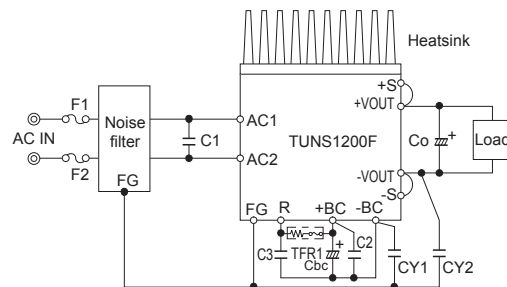 Heatsink
+S
F1
+VOUT
Noise
filter
AC1
AC IN
C1
TUNS1200F
Co
+
Load
AC2
F2
-VOUT
FG
-S
FG
R
+BC
-BC
C3
TFR1
+
C2
Cbc
CY1
CY2